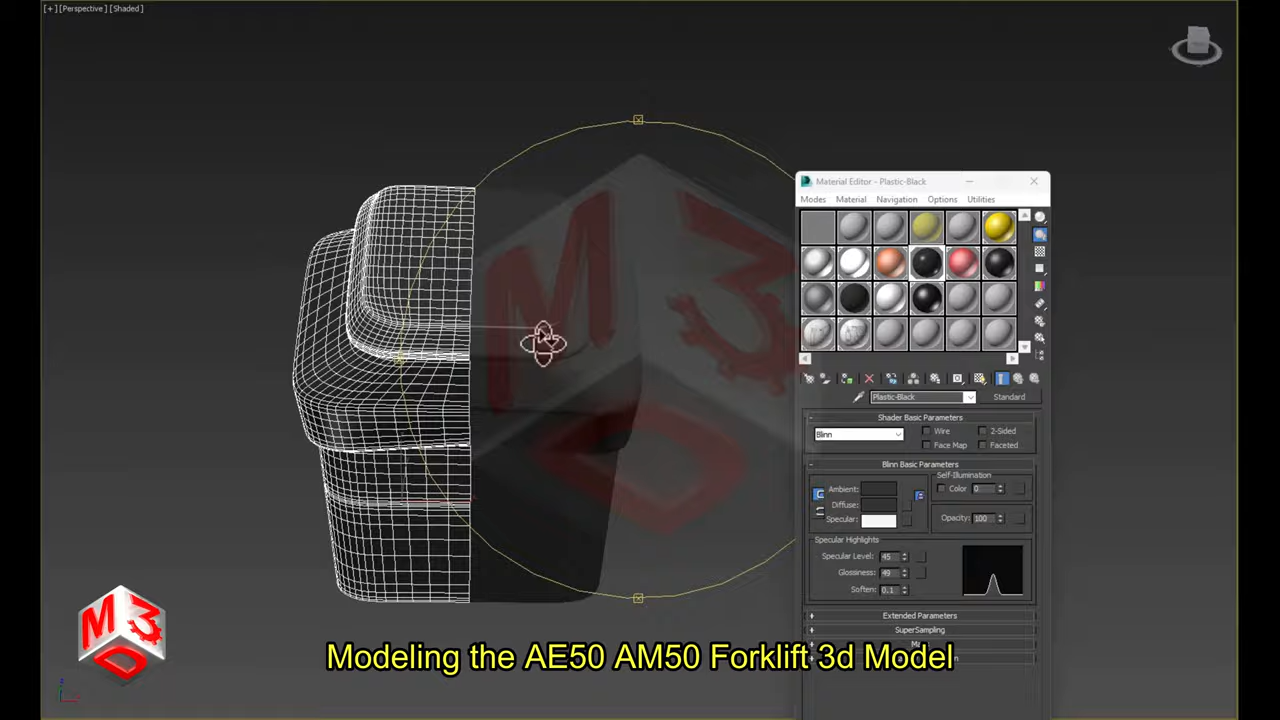 [+][Perspective][Shaded]
Material Editor - Plastic-Black
Modes Material Navigation Options Utilities
Plastic-Black Standard
Shader Basic Parameters
Blinn Wire 2-Sided
Face Map Faceted
Blinn Basic Parameters
Self-Illumination
Ambient: Color 0
Diffuse:
Specular: Opacity: 100
Specular Highlights
Specular Level: 45
Glossiness: 49
Soften: 0.1
Extended Parameters
SuperSampling
M3D
M3D
Modeling the AE50 AM50 Forklift 3d Model